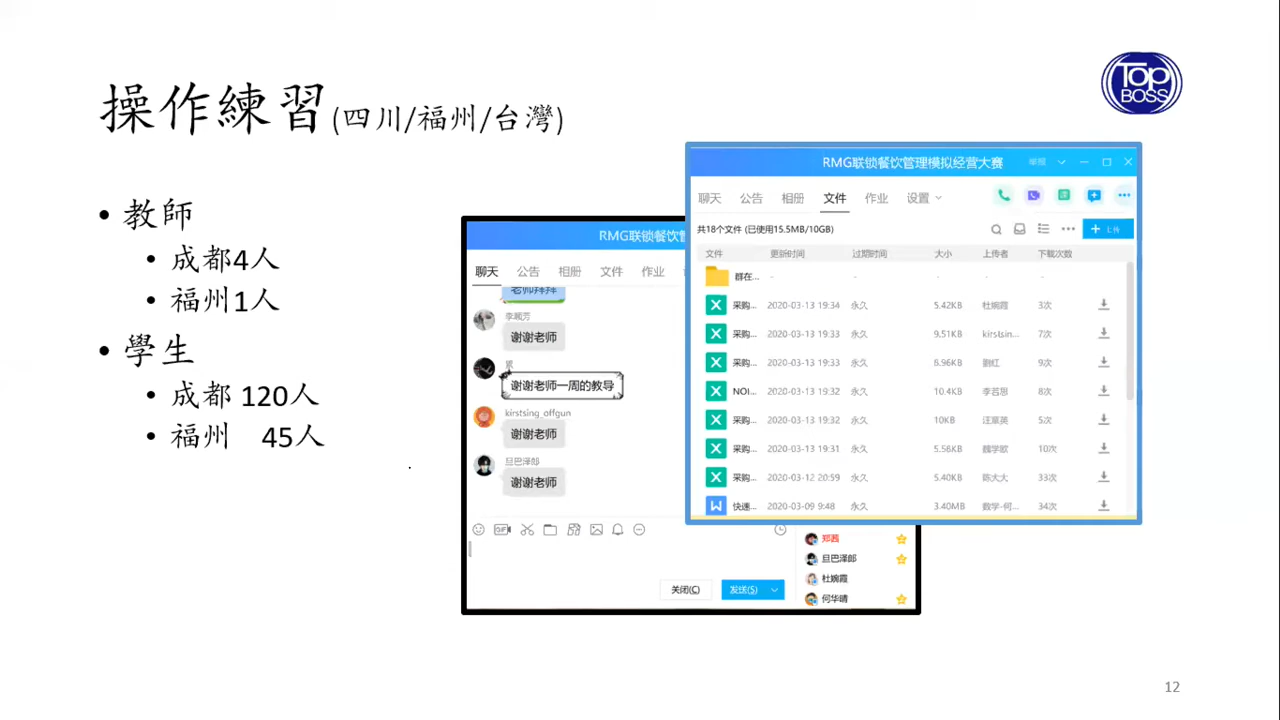 操作練習(四川/福州/台灣)
TOP
BOSS
• 教師
• 成都4人
• 福州1人
• 學生
• 成都 120人
• 福州 45人
RMG联锁餐饮管
聊天 公告 相册 文件 作业
谢谢老师
谢谢老师一周的教导
kirstsing_offgun
谢谢老师
旦巴泽郎
谢谢老师
关闭(C) 发送(S)
郑茜
旦巴泽郎
杜婉霞
何华晴
RMG联锁餐饮管理模拟经营大赛 举报
聊天 公告 相册 文件 作业 设置
共18个文件 (已使用15.5MB/10GB) 上传
文件 更新时间 过期时间 大小 上传者 下载次数
群在... - - -
采购... 2020-03-13 19:34 永久 5.42KB 杜婉霞 3次
采购... 2020-03-13 19:33 永久 9.51KB kirstsin... 7次
采购... 2020-03-13 19:33 永久 8.96KB 9次
NOI... 2020-03-13 19:32 永久 10.4KB 李若思 8次
采购... 2020-03-13 19:32 永久 10KB 5次
采购... 2020-03-13 19:31 永久 5.56KB 魏学欧 10次
采购... 2020-03-12 20:59 永久 5.40KB 陈大大 33次
快速... 2020-03-09 9:48 永久 3.40MB 数学-何... 34次
12